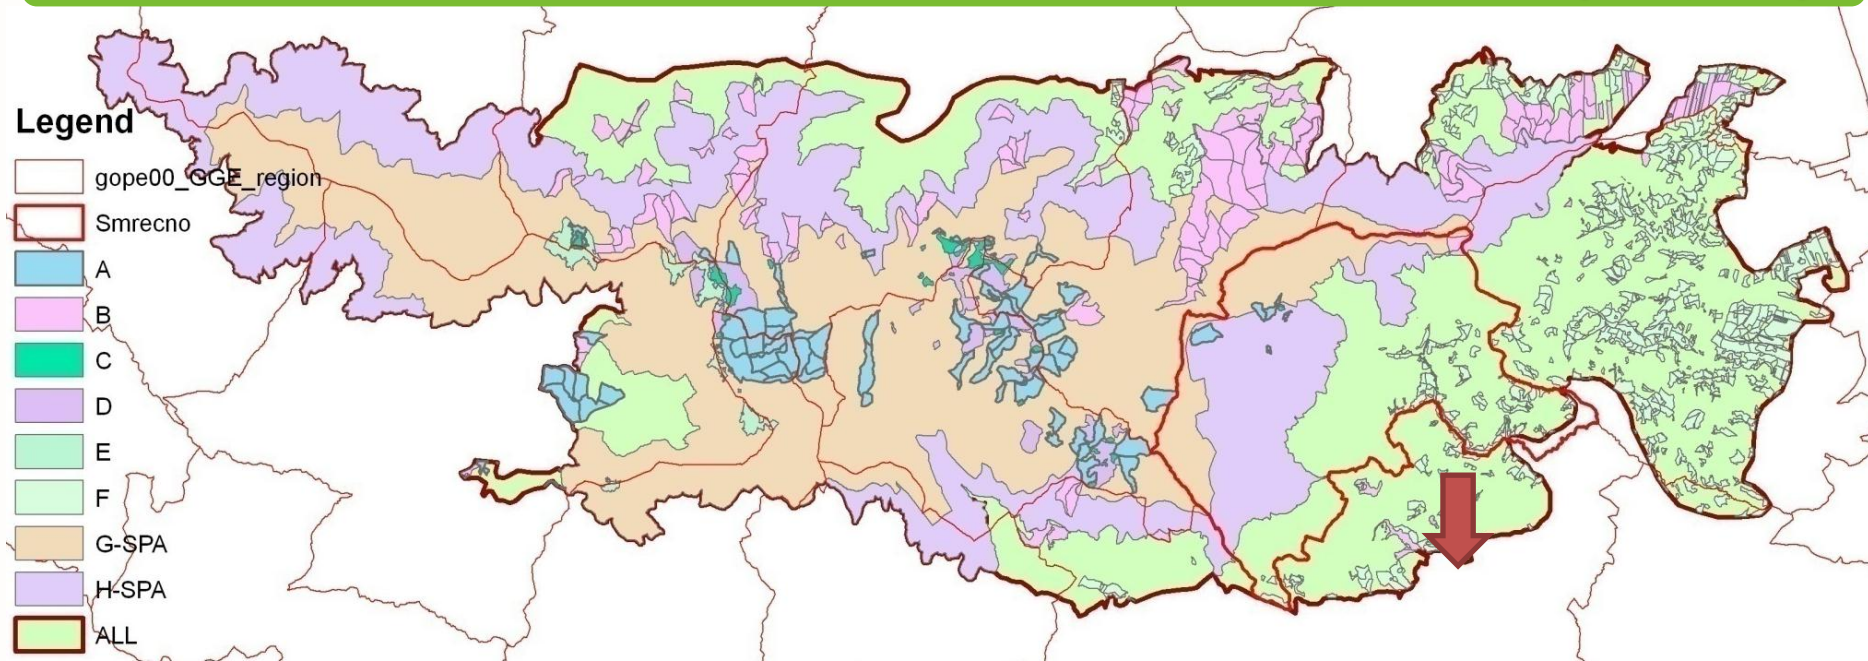 Legend
gope00_GGE_region
Smrecno
A
B
C
D
E
F
G-SPA
H-SPA
ALL